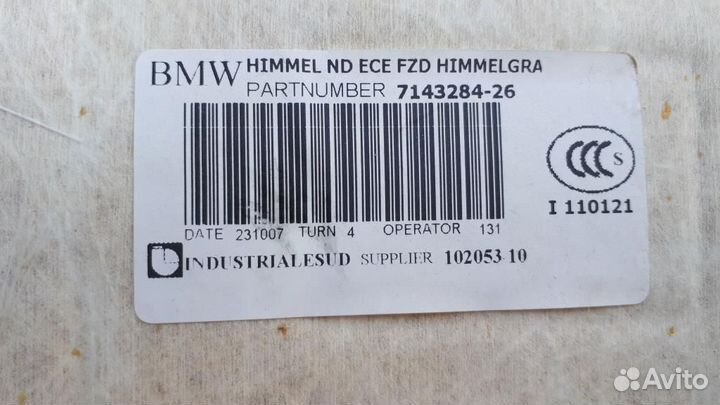 BMW HIMMEL ND ECE FZD HIMMELGRA
PARTNUMBER 7143284-26
CCC S
I 110121
DATE 231007 TURN 4 OPERATOR 131
INDUSTRIALESUD SUPPLIER 102053 10
Avito